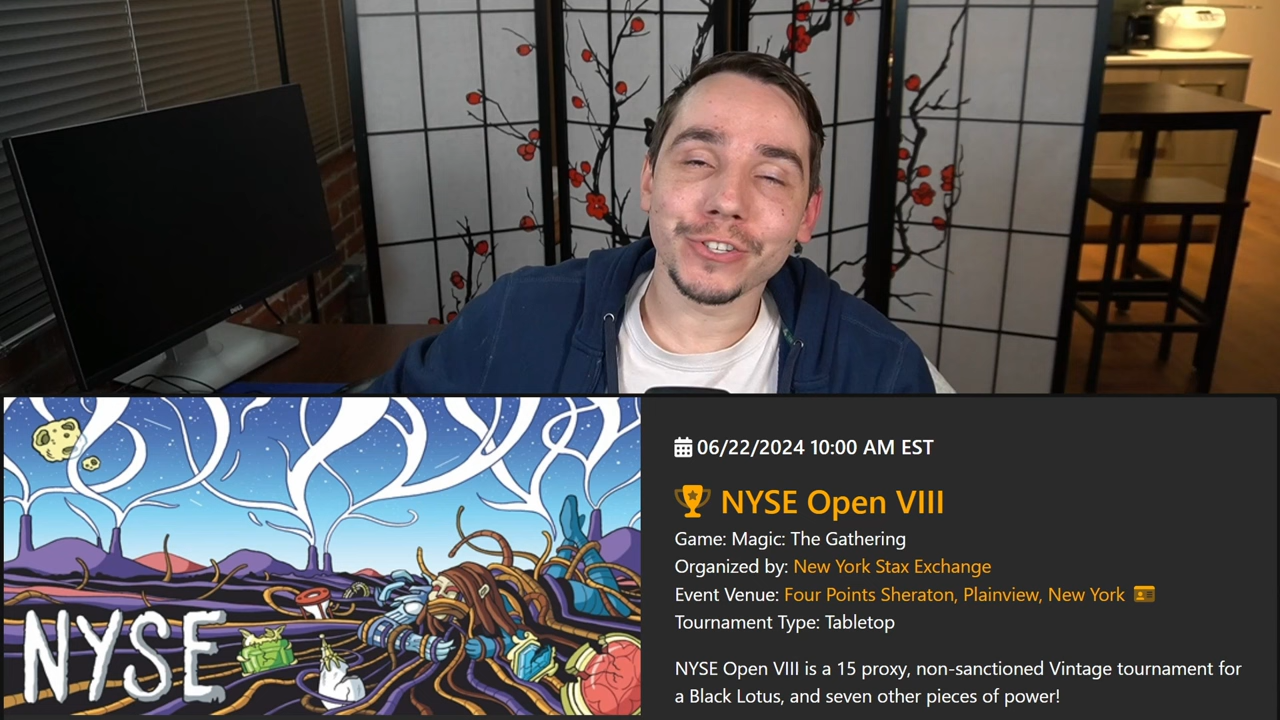 06/22/2024 10:00 AM EST
NYSE Open VIII
Game: Magic: The Gathering
Organized by: New York Stax Exchange
Event Venue: Four Points Sheraton, Plainview, New York
Tournament Type: Tabletop
NYSE Open VIII is a 15 proxy, non-sanctioned Vintage tournament for
a Black Lotus, and seven other pieces of power!
NYSE